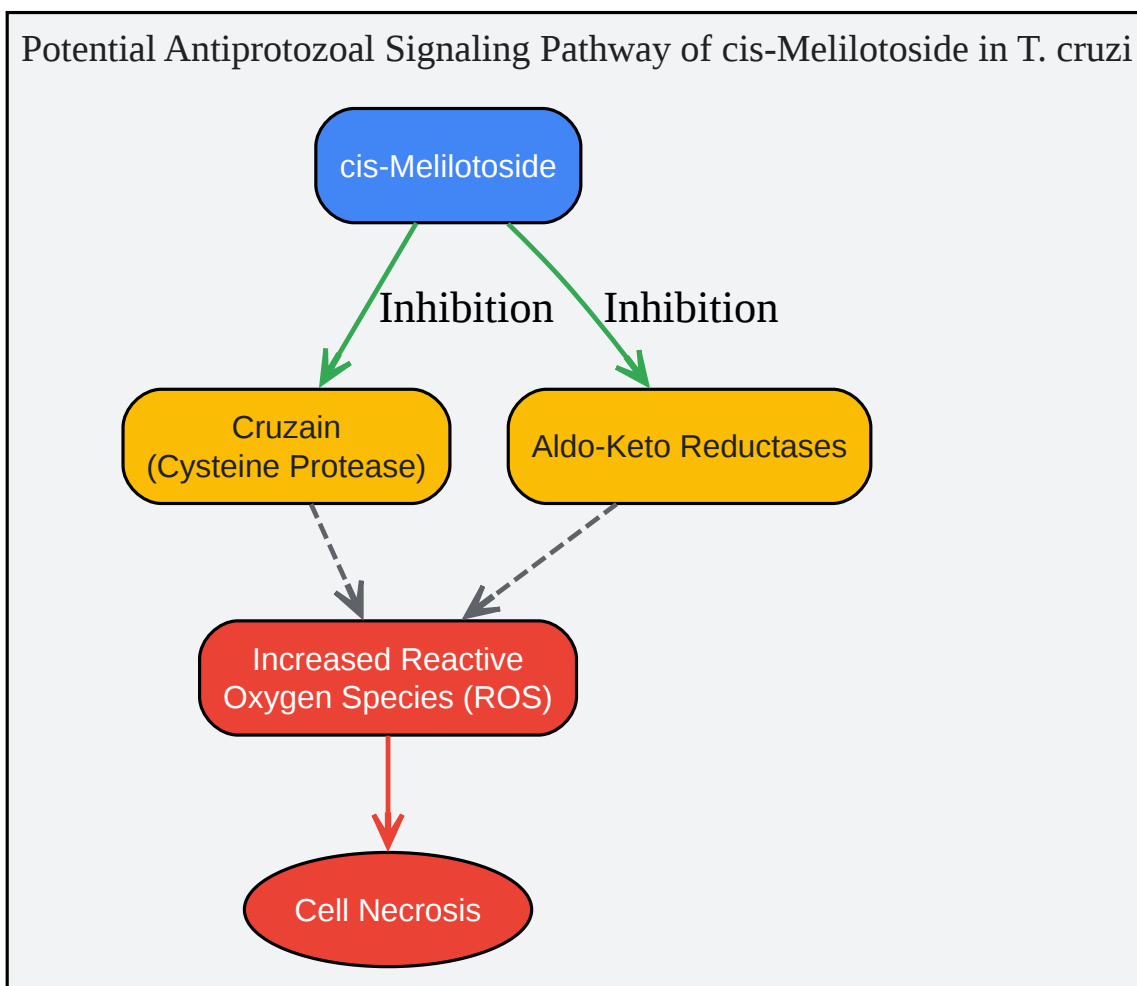 Potential Antiprotozoal Signaling Pathway of cis-Melilotoside in T. cruzi
cis-Melilotoside
Inhibition
Inhibition
Cruzain
(Cysteine Protease)
Aldo-Keto Reductases
Increased Reactive
Oxygen Species (ROS)
Cell Necrosis